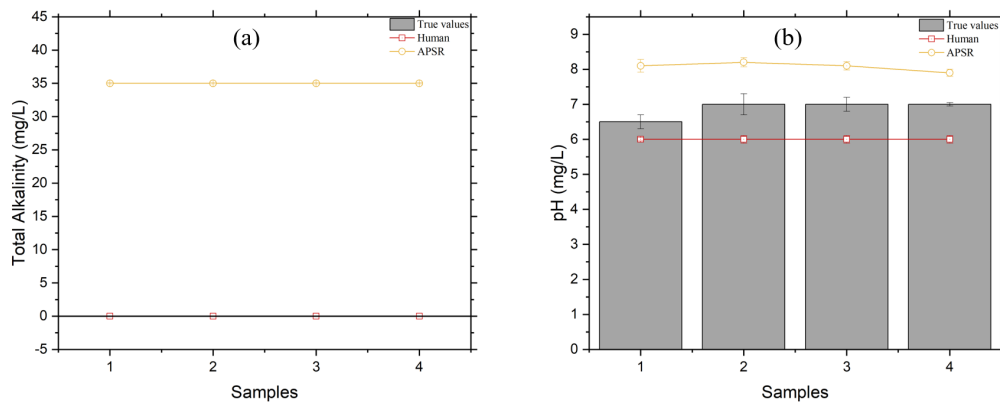 (a)
True values
Human
APSR
Total Alkalinity (mg/L)
45
40
35
30
25
20
15
10
5
0
-5
1 2 3 4
Samples
(b)
True values
Human
APSR
pH (mg/L)
9
8
7
6
5
4
3
2
1
0
1 2 3 4
Samples